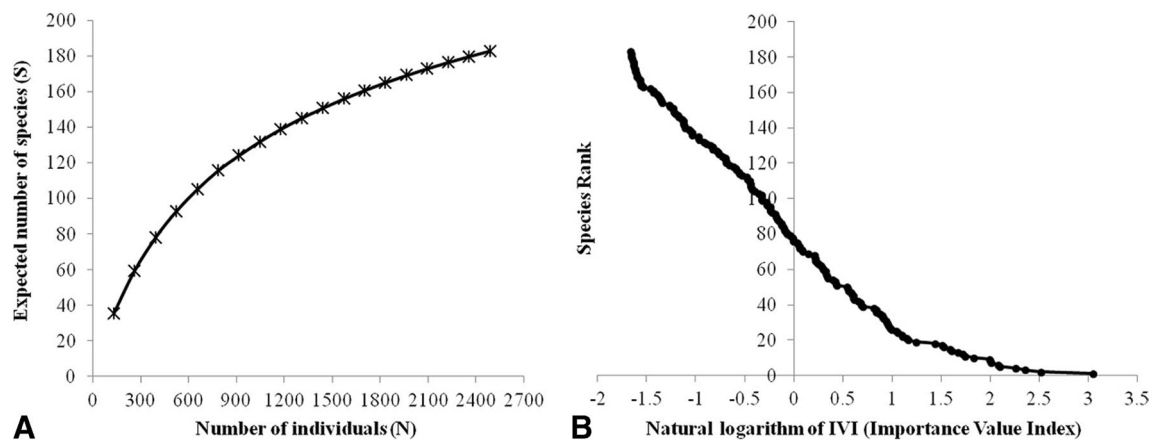 Expected number of species (S)
200
180
160
140
120
100
80
60
40
20
0
0 300 600 900 1200 1500 1800 2100 2400 2700
Number of individuals (N)
A
Species Rank
200
180
160
140
120
100
80
60
40
20
0
-2 -1.5 -1 -0.5 0 0.5 1 1.5 2 2.5 3 3.5
Natural logarithm of IVI (Importance Value Index)
B